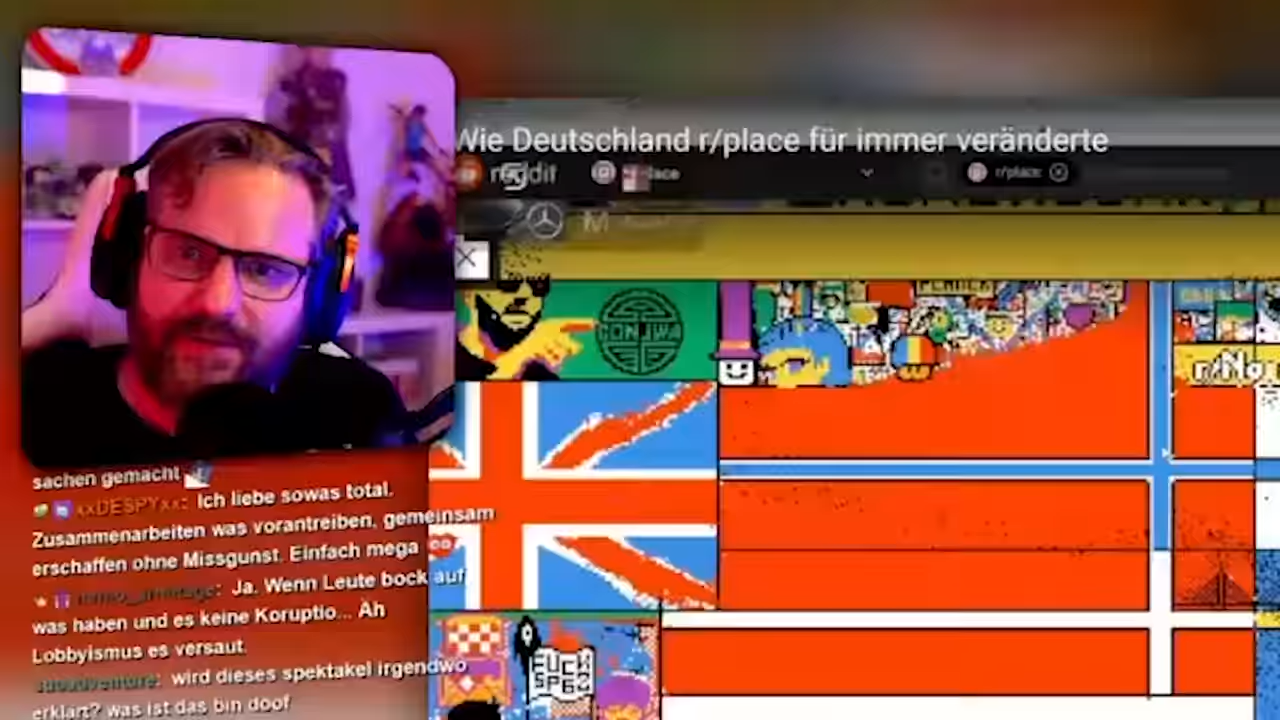 Wie Deutschland r/place für immer veränderte
reddit
r/place
M
sachen gemacht
xxDESPYxx: Ich liebe sowas total.
Zusammenarbeiten was vorantreiben, gemeinsam
erschaffen ohne Missgunst. Einfach mega
Ja. Wenn Leute bock auf
was haben und es keine Koruptio... Äh
Lobbyismus es versaut.
wird dieses spektakel irgendwo
erklärt? was ist das bin doof
r/No
FUCK
SPEZ